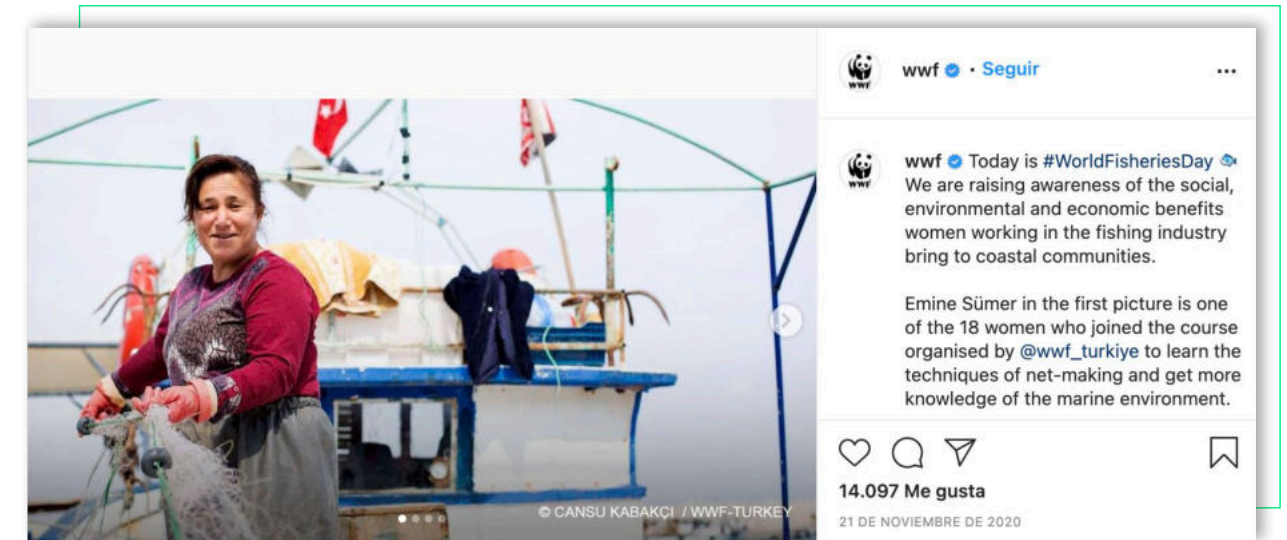 wwf • Seguir
WWF
wwf Today is #WorldFisheriesDay
We are raising awareness of the social,
environmental and economic benefits
women working in the fishing industry
bring to coastal communities.
Emine Sümer in the first picture is one
of the 18 women who joined the course
organised by @wwf_turkiye to learn the
techniques of net-making and get more
knowledge of the marine environment.
WWF
© CANSU KABAKÇI / WWF-TURKEY
14.097 Me gusta
21 DE NOVIEMBRE DE 2020